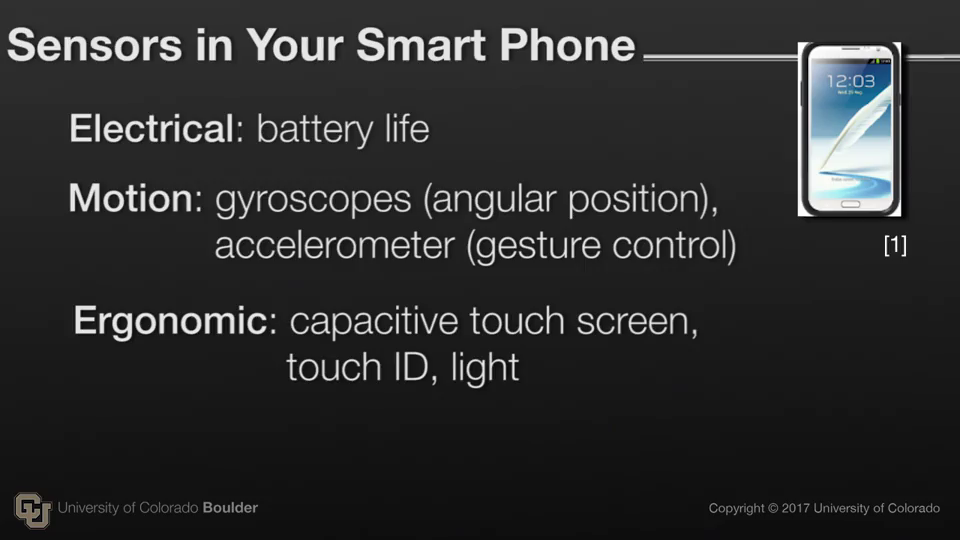 Sensors in Your Smart Phone
12:03
Electrical: battery life
Motion: gyroscopes (angular position),
accelerometer (gesture control)
[1]
Ergonomic: capacitive touch screen,
touch ID, light
CU University of Colorado Boulder
Copyright © 2017 University of Colorado